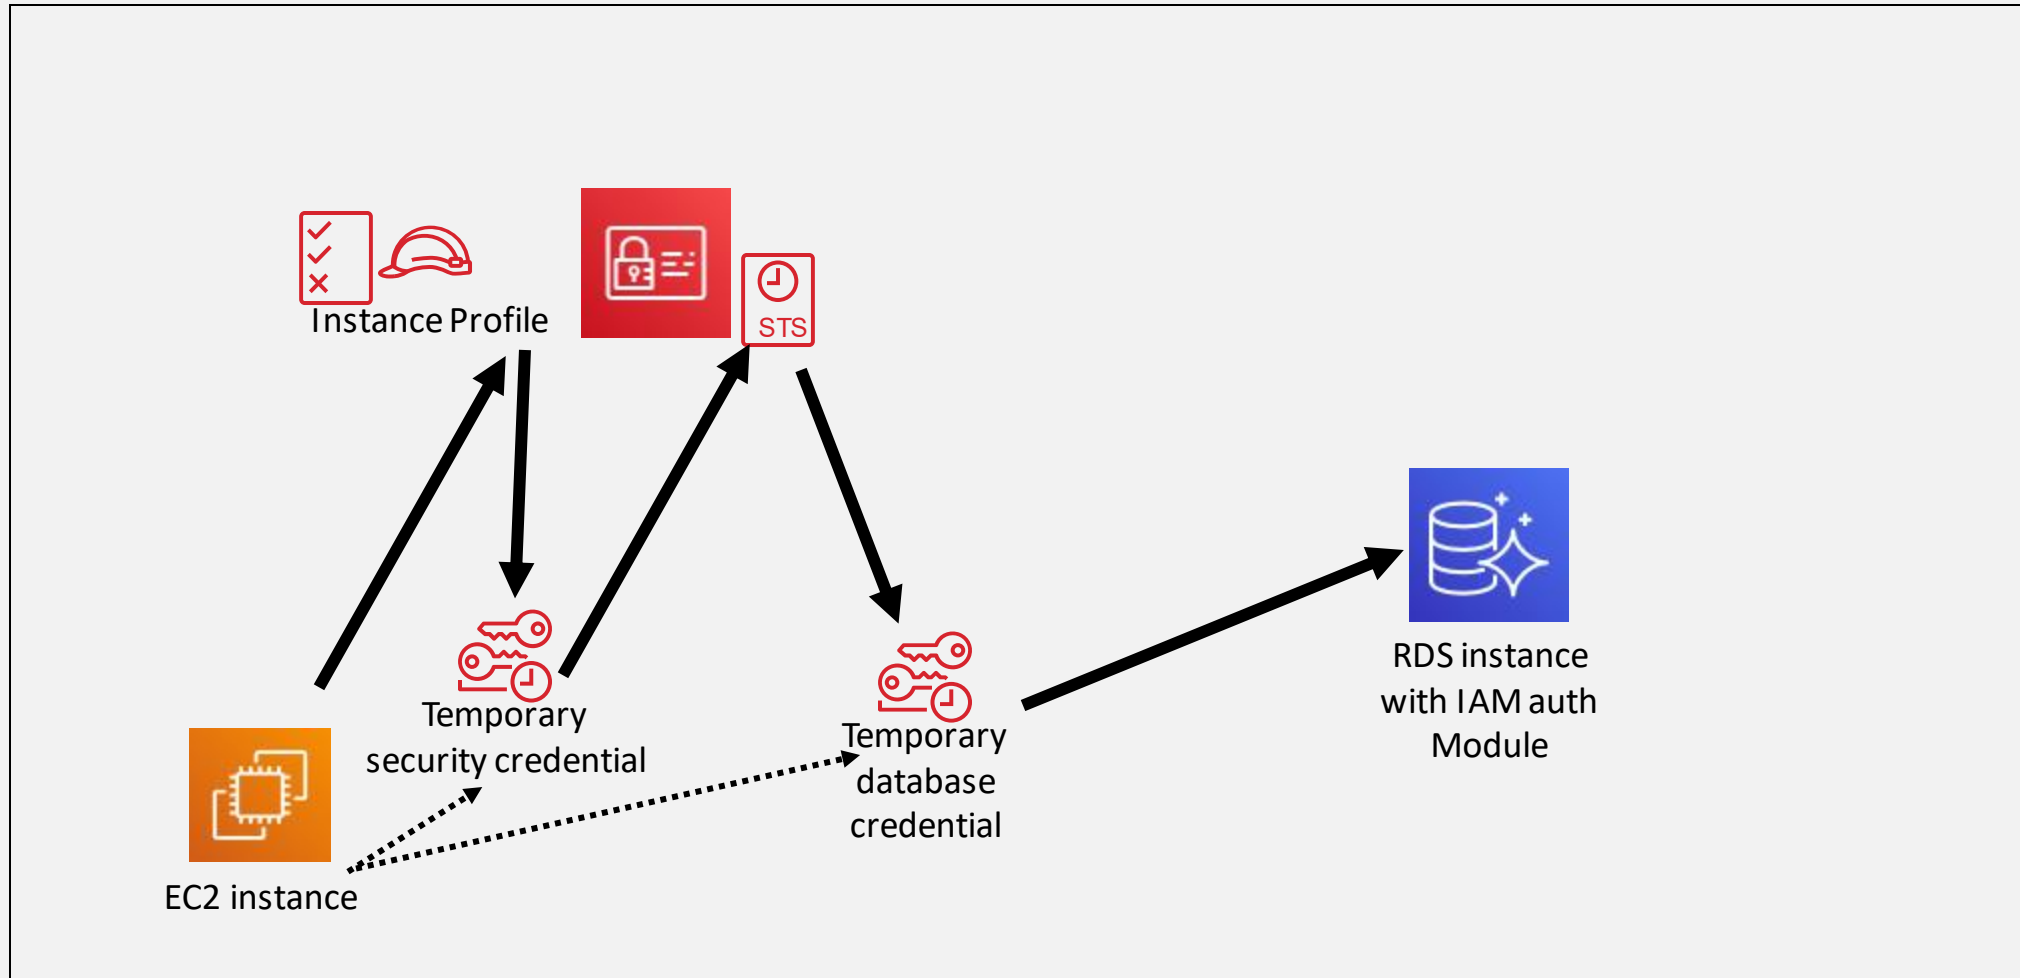 Instance Profile
STS
Temporary
security credential
Temporary
database
credential
RDS instance
with IAM auth
Module
EC2 instance